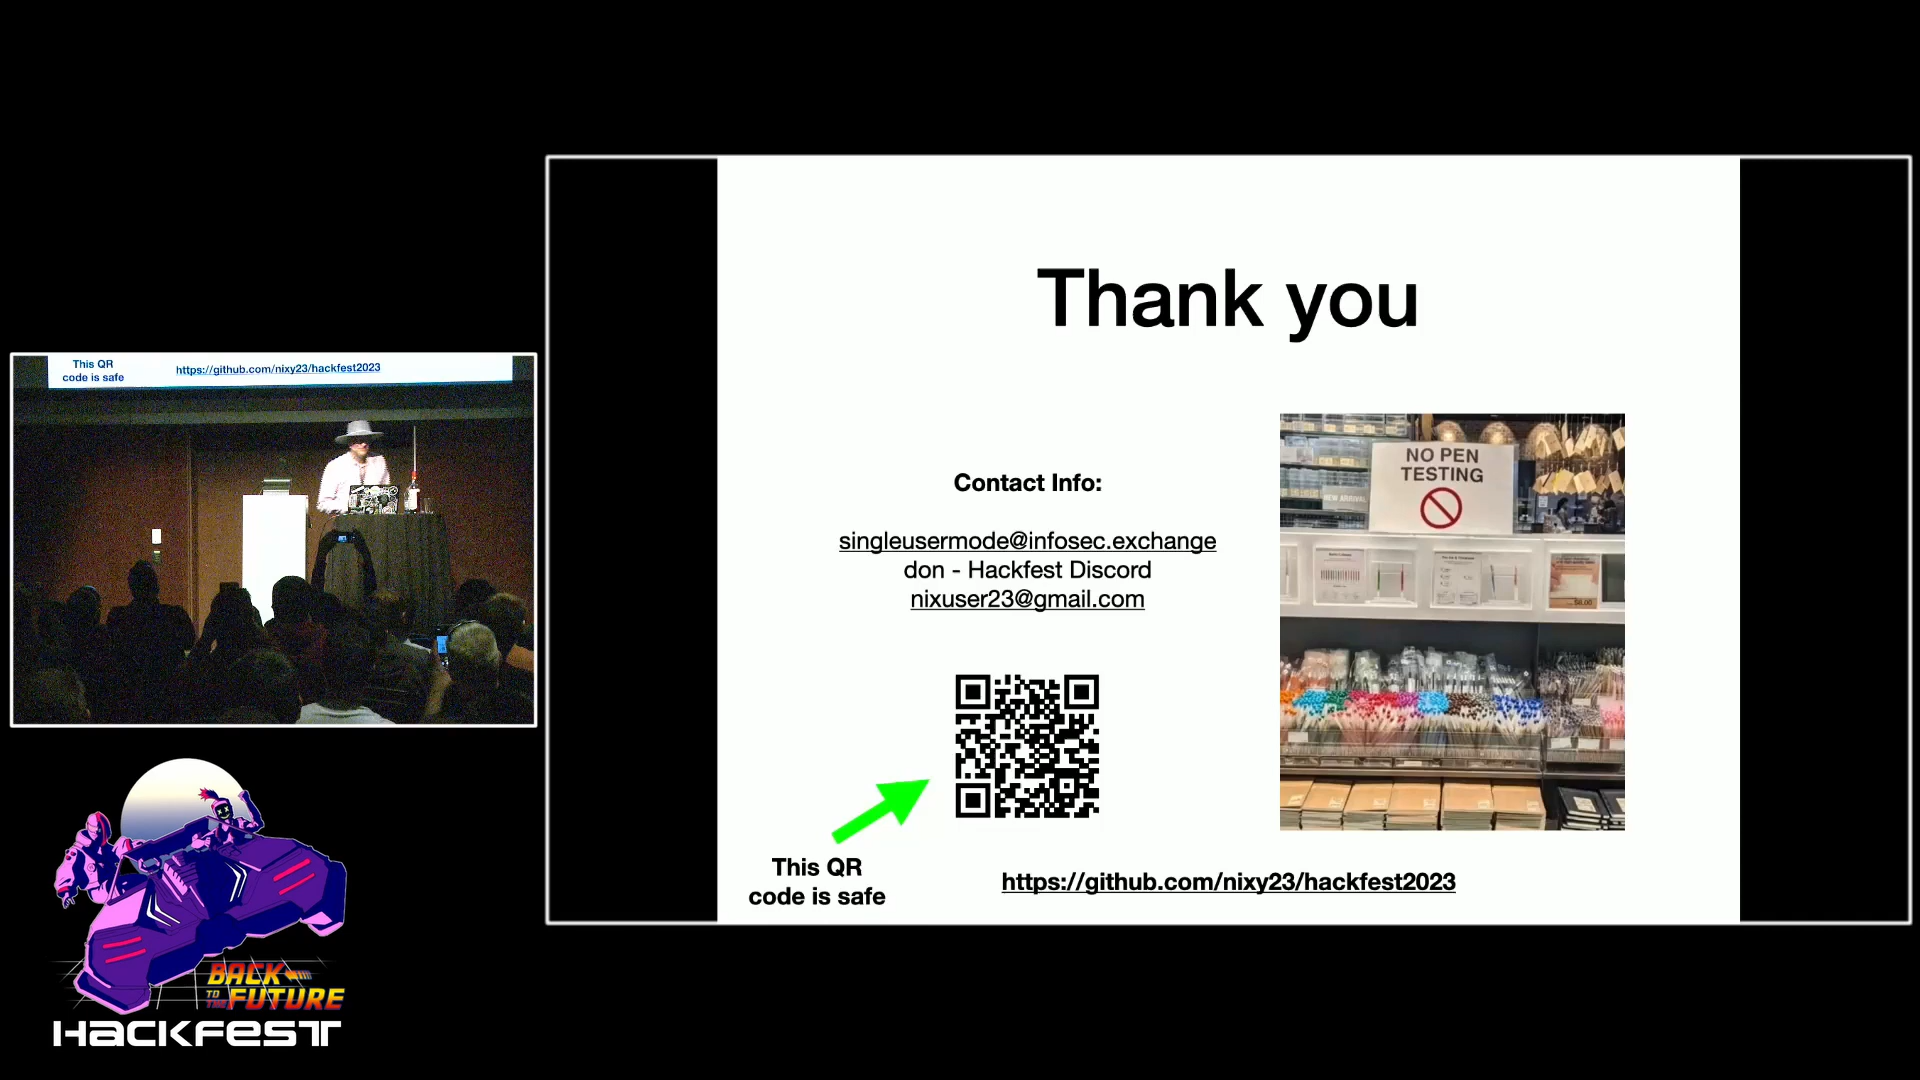 This QR
code is safe
https://github.com/nixy23/hackfest2023
Thank you
Contact Info:
singleusermode@infosec.exchange
don - Hackfest Discord
nixuser23@gmail.com
This QR
code is safe
https://github.com/nixy23/hackfest2023
NO PEN
TESTING
NEW ARRIVAL
BACK
TO THE FUTURE
HACKFEST